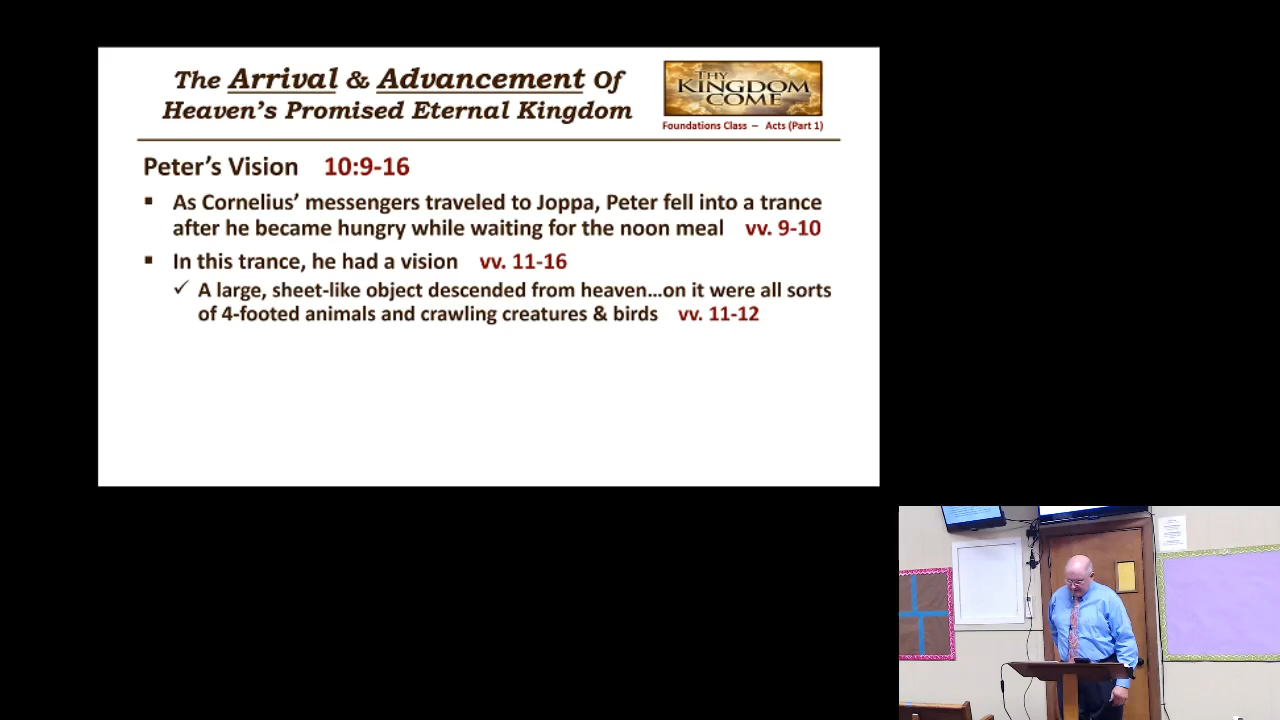 The Arrival & Advancement Of
Heaven's Promised Eternal Kingdom
THY
KINGDOM
COME
Foundations Class – Acts (Part 1)
Peter's Vision 10:9-16
▪ As Cornelius' messengers traveled to Joppa, Peter fell into a trance
after he became hungry while waiting for the noon meal vv. 9-10
▪ In this trance, he had a vision vv. 11-16
✓ A large, sheet-like object descended from heaven…on it were all sorts
of 4-footed animals and crawling creatures & birds vv. 11-12